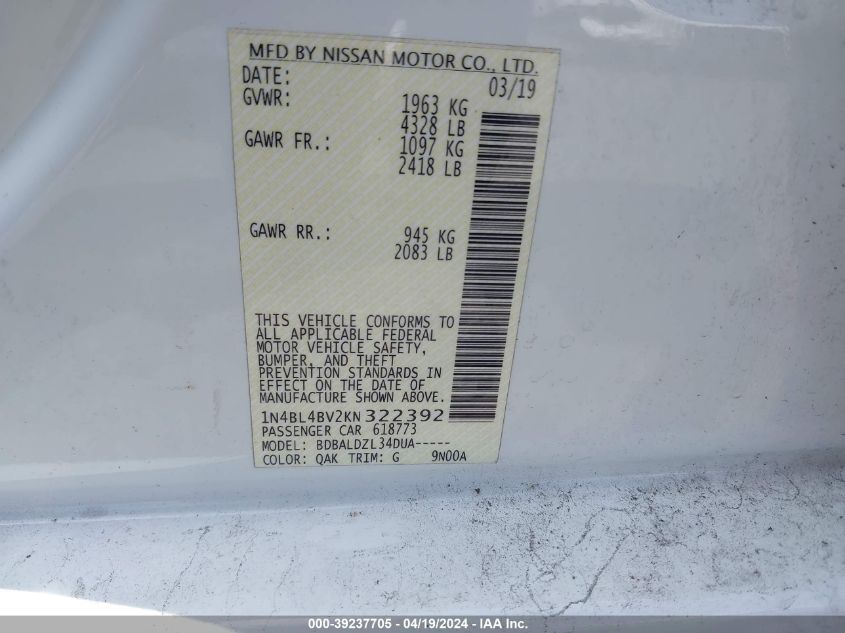 MFD BY NISSAN MOTOR CO., LTD.
DATE: 03/19
GVWR: 1963 KG
4328 LB
GAWR FR.: 1097 KG
2418 LB
GAWR RR.: 945 KG
2083 LB
THIS VEHICLE CONFORMS TO
ALL APPLICABLE FEDERAL
MOTOR VEHICLE SAFETY,
BUMPER, AND THEFT
PREVENTION STANDARDS IN
EFFECT ON THE DATE OF
MANUFACTURE SHOWN ABOVE.
1N4BL4BV2KN322392
PASSENGER CAR 618773
MODEL: BDBALDZL34DUA-----
COLOR: QAK TRIM: G 9N00A
000-39237705 - 04/19/2024 - IAA Inc.